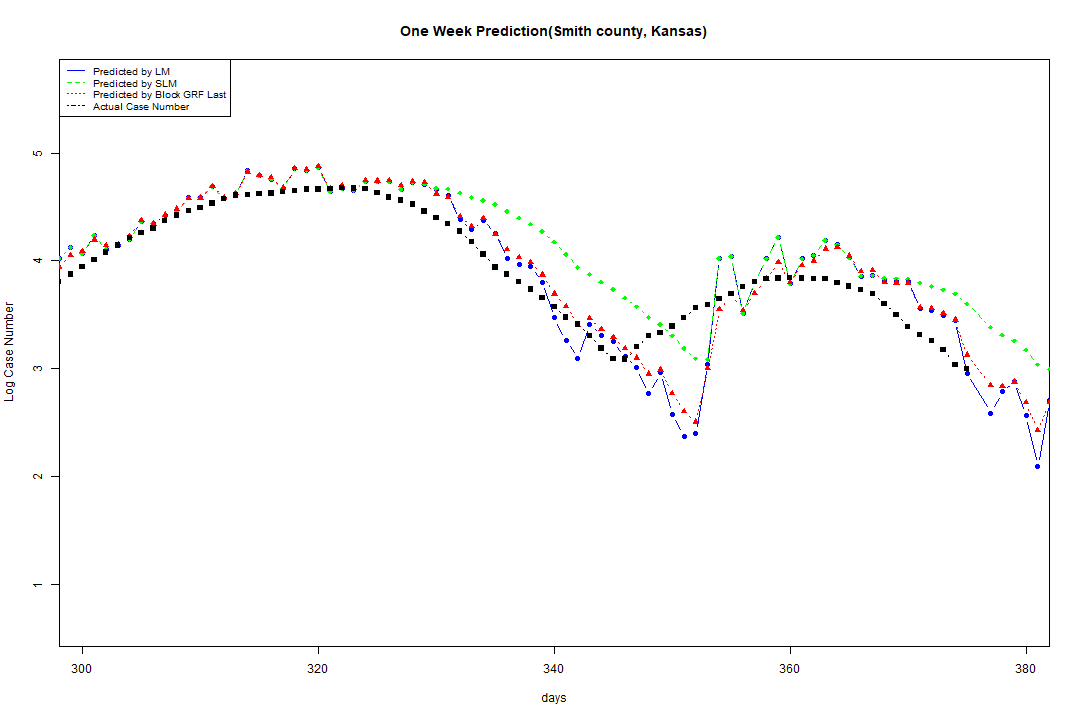 One Week Prediction(Smith county, Kansas)
Predicted by LM
Predicted by SLM
Predicted by Block GRF Last
Actual Case Number
5
4
3
2
1
Log Case Number
300 320 340 360 380
days